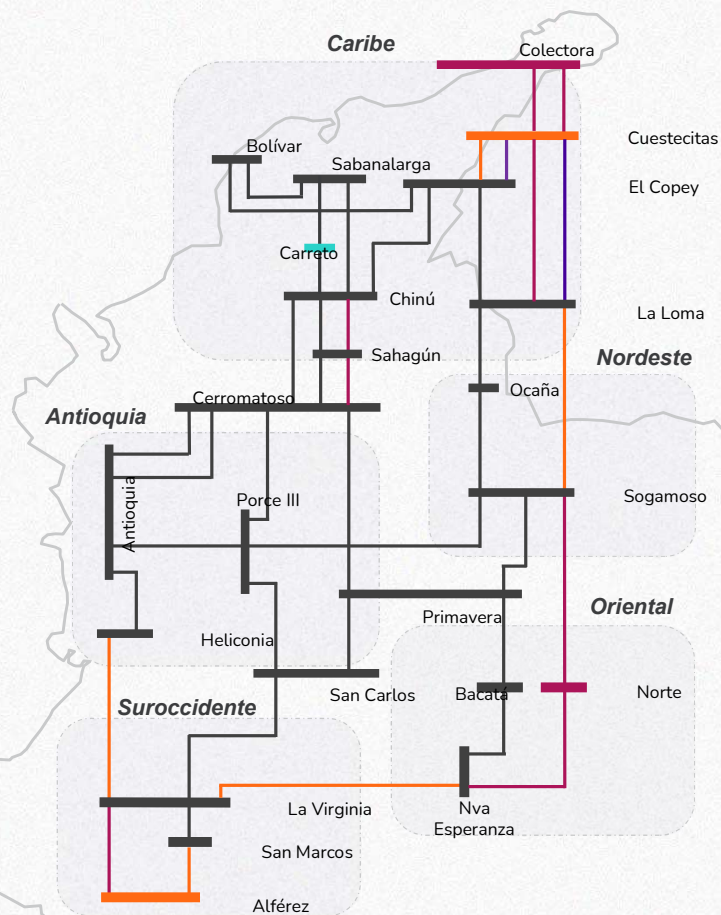 Caribe
Colectora
Cuestecitas
Bolívar
Sabanalarga
El Copey
Carreto
Chinú
La Loma
Sahagún
Nordeste
Ocaña
Cerromatoso
Antioquia
Antioquia
Porce III
Sogamoso
Oriental
Primavera
Heliconia
San Carlos
Bacatá
Norte
Suroccidente
La Virginia
Nva
Esperanza
San Marcos
Alférez